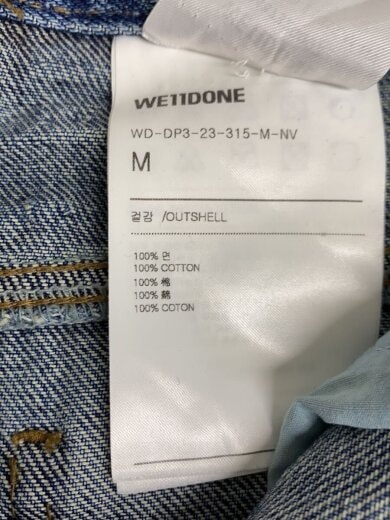 WE11DONE
WD-DP3-23-315-M-NV
M
겉감 /OUTSHELL
100% 면
100% COTTON
100% 棉
100% 綿
100% COTON